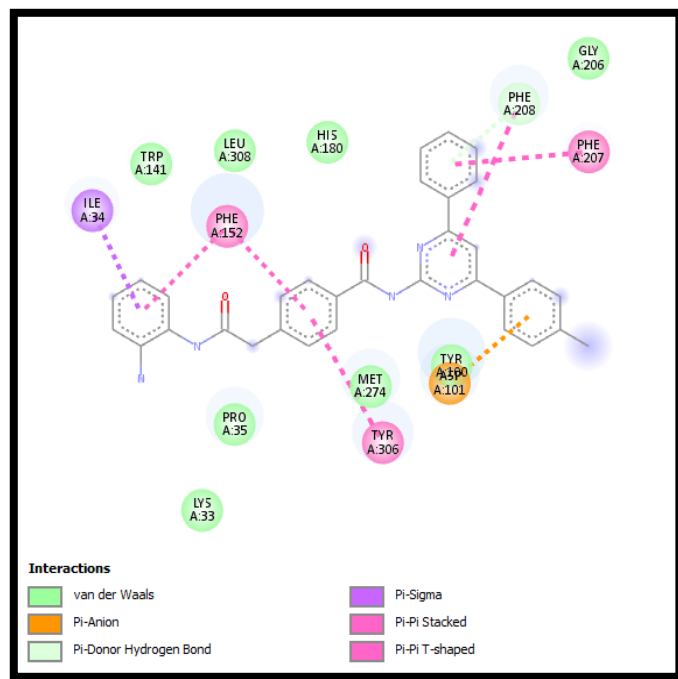 GLY
A:206
PHE
A:208
HIS
A:180
LEU
A:308
TRP
A:141
PHE
A:207
ILE
A:34
PHE
A:152
O
N
O
N
N
N
N
TYR
A:100
ASP
A:101
MET
A:274
PRO
A:35
TYR
A:306
LYS
A:33
Interactions
van der Waals
Pi-Anion
Pi-Donor Hydrogen Bond
Pi-Sigma
Pi-Pi Stacked
Pi-Pi T-shaped